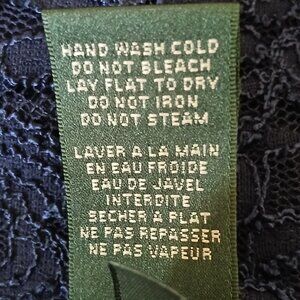 HAND WASH COLD
DO NOT BLEACH
LAY FLAT TO DRY
DO NOT IRON
DO NOT STEAM
LAVER A LA MAIN
EN EAU FROIDE
EAU DE JAVEL
INTERDITE
SECHER A PLAT
NE PAS REPASSER
NE PAS VAPEUR